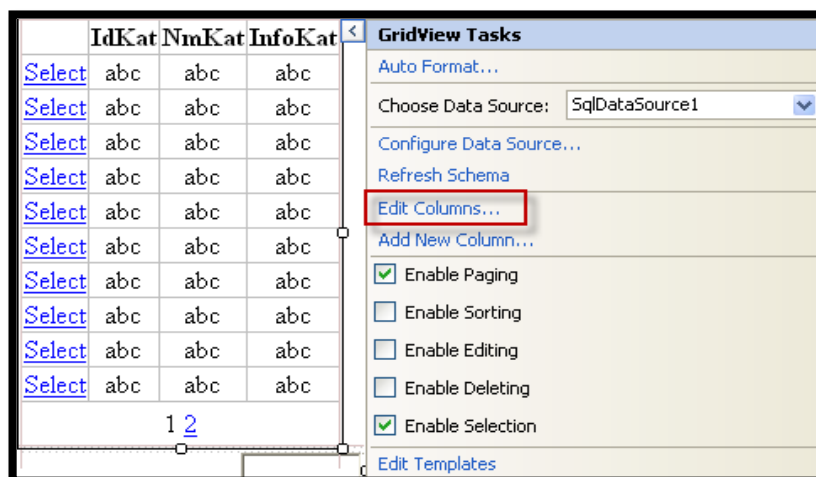 IdKat NmKat InfoKat
Select abc abc abc
Select abc abc abc
Select abc abc abc
Select abc abc abc
Select abc abc abc
Select abc abc abc
Select abc abc abc
Select abc abc abc
Select abc abc abc
Select abc abc abc
1 2
GridView Tasks
Auto Format...
Choose Data Source: SqlDataSource1
Configure Data Source...
Refresh Schema
Edit Columns...
Add New Column...
Enable Paging
Enable Sorting
Enable Editing
Enable Deleting
Enable Selection
Edit Templates